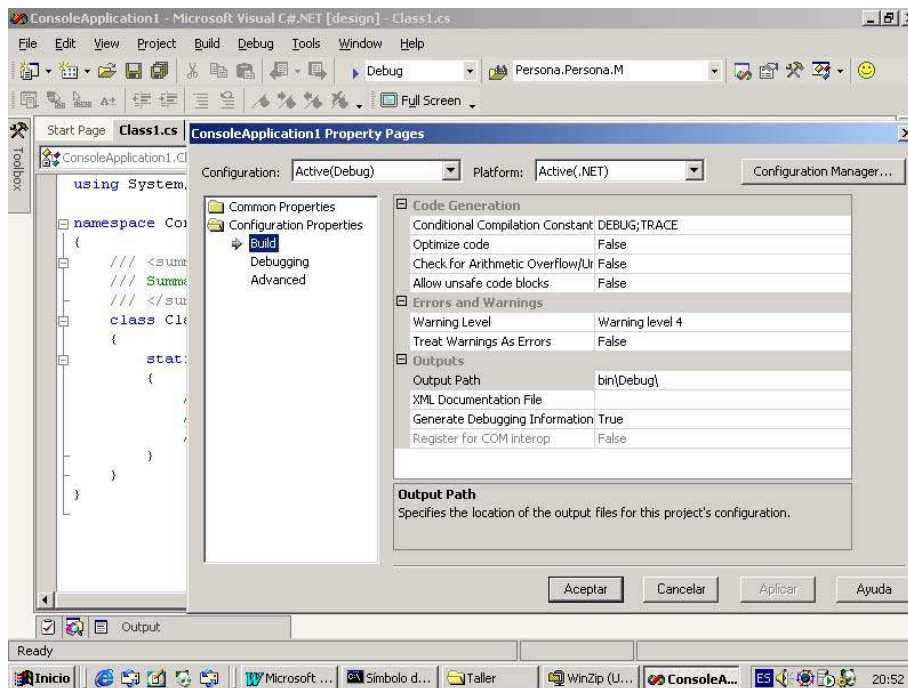 ConsoleApplication1 - Microsoft Visual C#.NET [design] - Class1.cs
File Edit View Project Build Debug Tools Window Help
Debug Persona.Persona.M
Full Screen
Toolbox
Start Page Class1.cs
ConsoleApplication1.Cl
using System.
namespace Con
{
/// <summ
/// Summa
/// </sum
class Cla
{
stat
{
}
}
}
ConsoleApplication1 Property Pages
Configuration: Active(Debug) Platform: Active(.NET) Configuration Manager...
Common Properties
Configuration Properties
Build
Debugging
Advanced
Code Generation
Conditional Compilation Constant DEBUG;TRACE
Optimize code False
Check for Arithmetic Overflow/Ur False
Allow unsafe code blocks False
Errors and Warnings
Warning Level Warning level 4
Treat Warnings As Errors False
Outputs
Output Path bin\Debug\
XML Documentation File
Generate Debugging Information True
Register for COM interop False
Output Path
Specifies the location of the output files for this project's configuration.
Aceptar Cancelar Aplicar Ayuda
Output
Ready
Inicio Microsoft ... Símbolo d... Taller WinZip (U... ConsoleA... ES 20:52